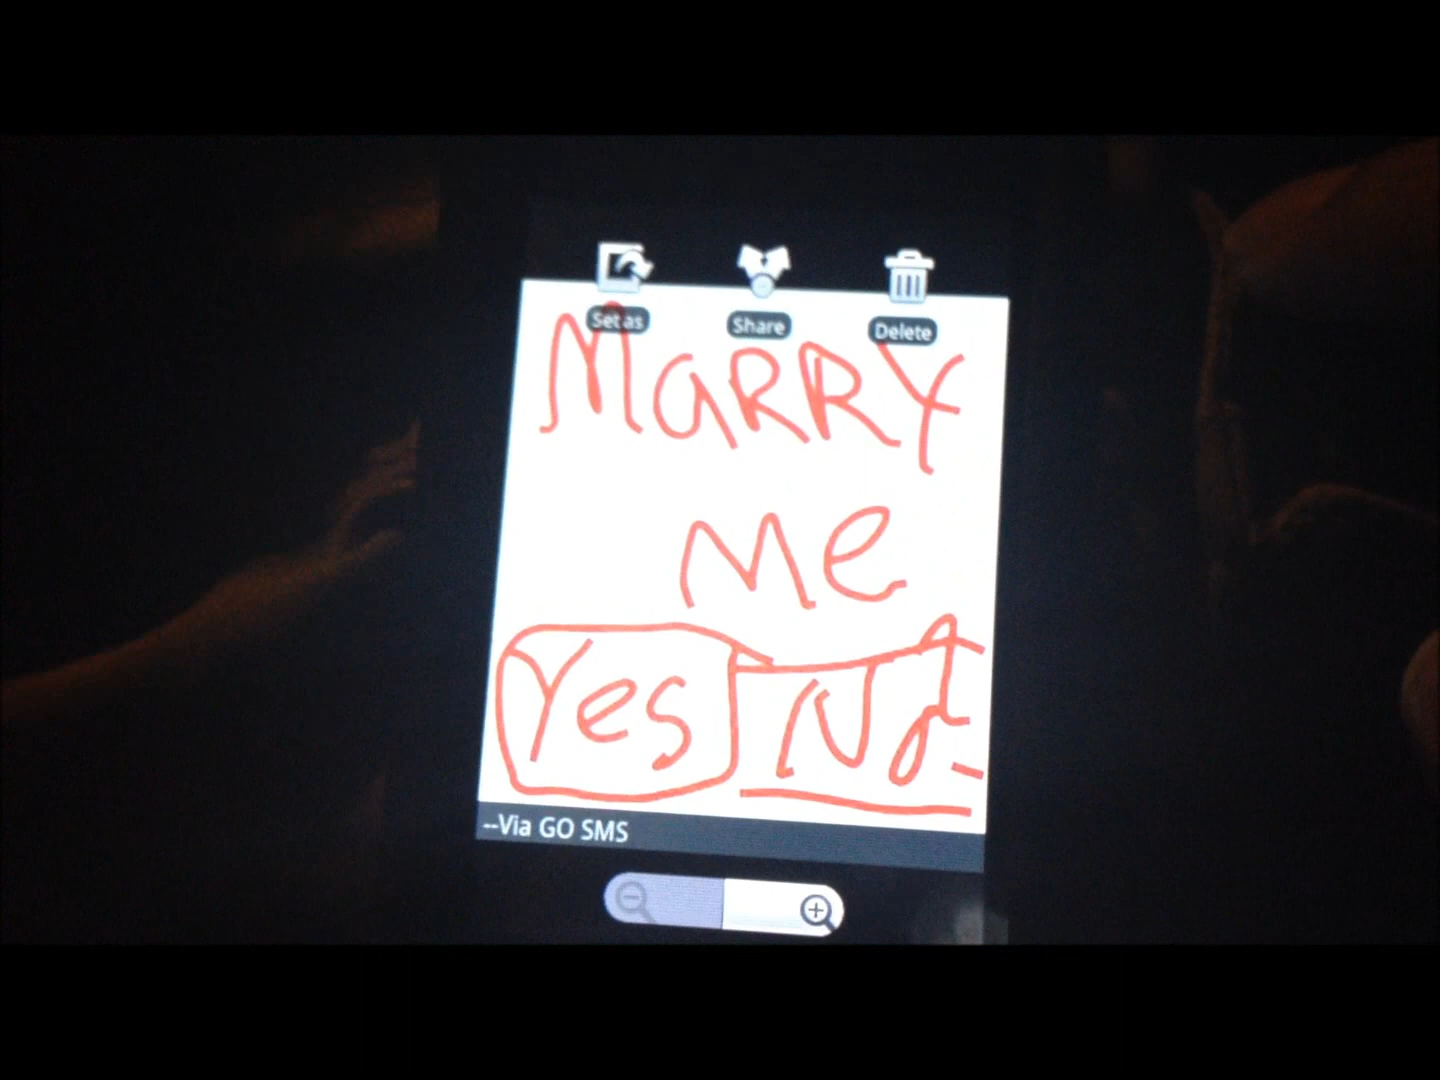 Set as Share Delete
MaRRY
Me
Yes No
--Via GO SMS